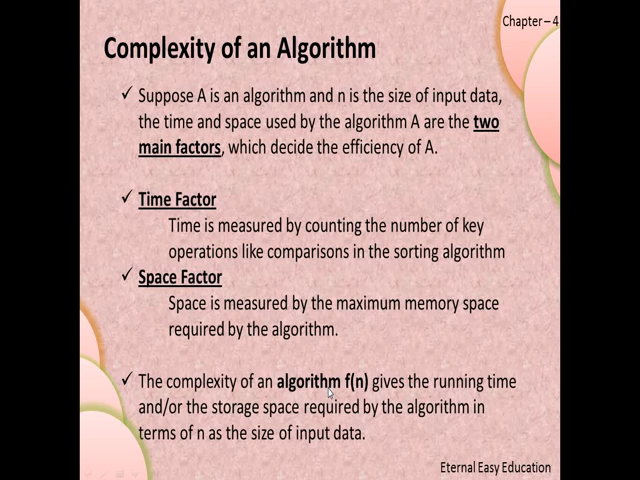 Chapter – 4
Complexity of an Algorithm
✓ Suppose A is an algorithm and n is the size of input data,
the time and space used by the algorithm A are the two
main factors, which decide the efficiency of A.
✓ Time Factor
Time is measured by counting the number of key
operations like comparisons in the sorting algorithm
✓ Space Factor
Space is measured by the maximum memory space
required by the algorithm.
✓ The complexity of an algorithm f(n) gives the running time
and/or the storage space required by the algorithm in
terms of n as the size of input data.
Eternal Easy Education